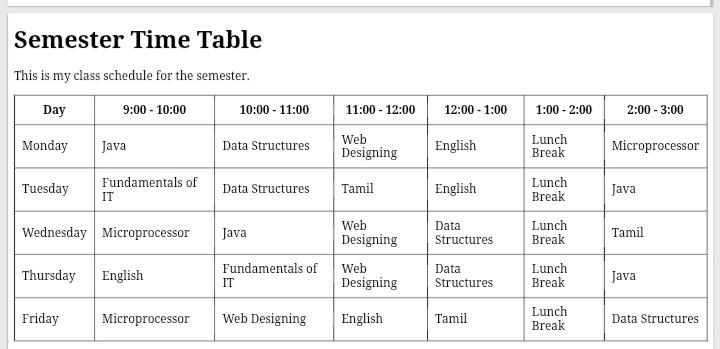 Semester Time Table
This is my class schedule for the semester.
Day 9:00 - 10:00 10:00 - 11:00 11:00 - 12:00 12:00 - 1:00 1:00 - 2:00 2:00 - 3:00
Monday Java Data Structures Web Designing English Lunch Break Microprocessor
Tuesday Fundamentals of IT Data Structures Tamil English Lunch Break Java
Wednesday Microprocessor Java Web Designing Data Structures Lunch Break Tamil
Thursday English Fundamentals of IT Web Designing Data Structures Lunch Break Java
Friday Microprocessor Web Designing English Tamil Lunch Break Data Structures